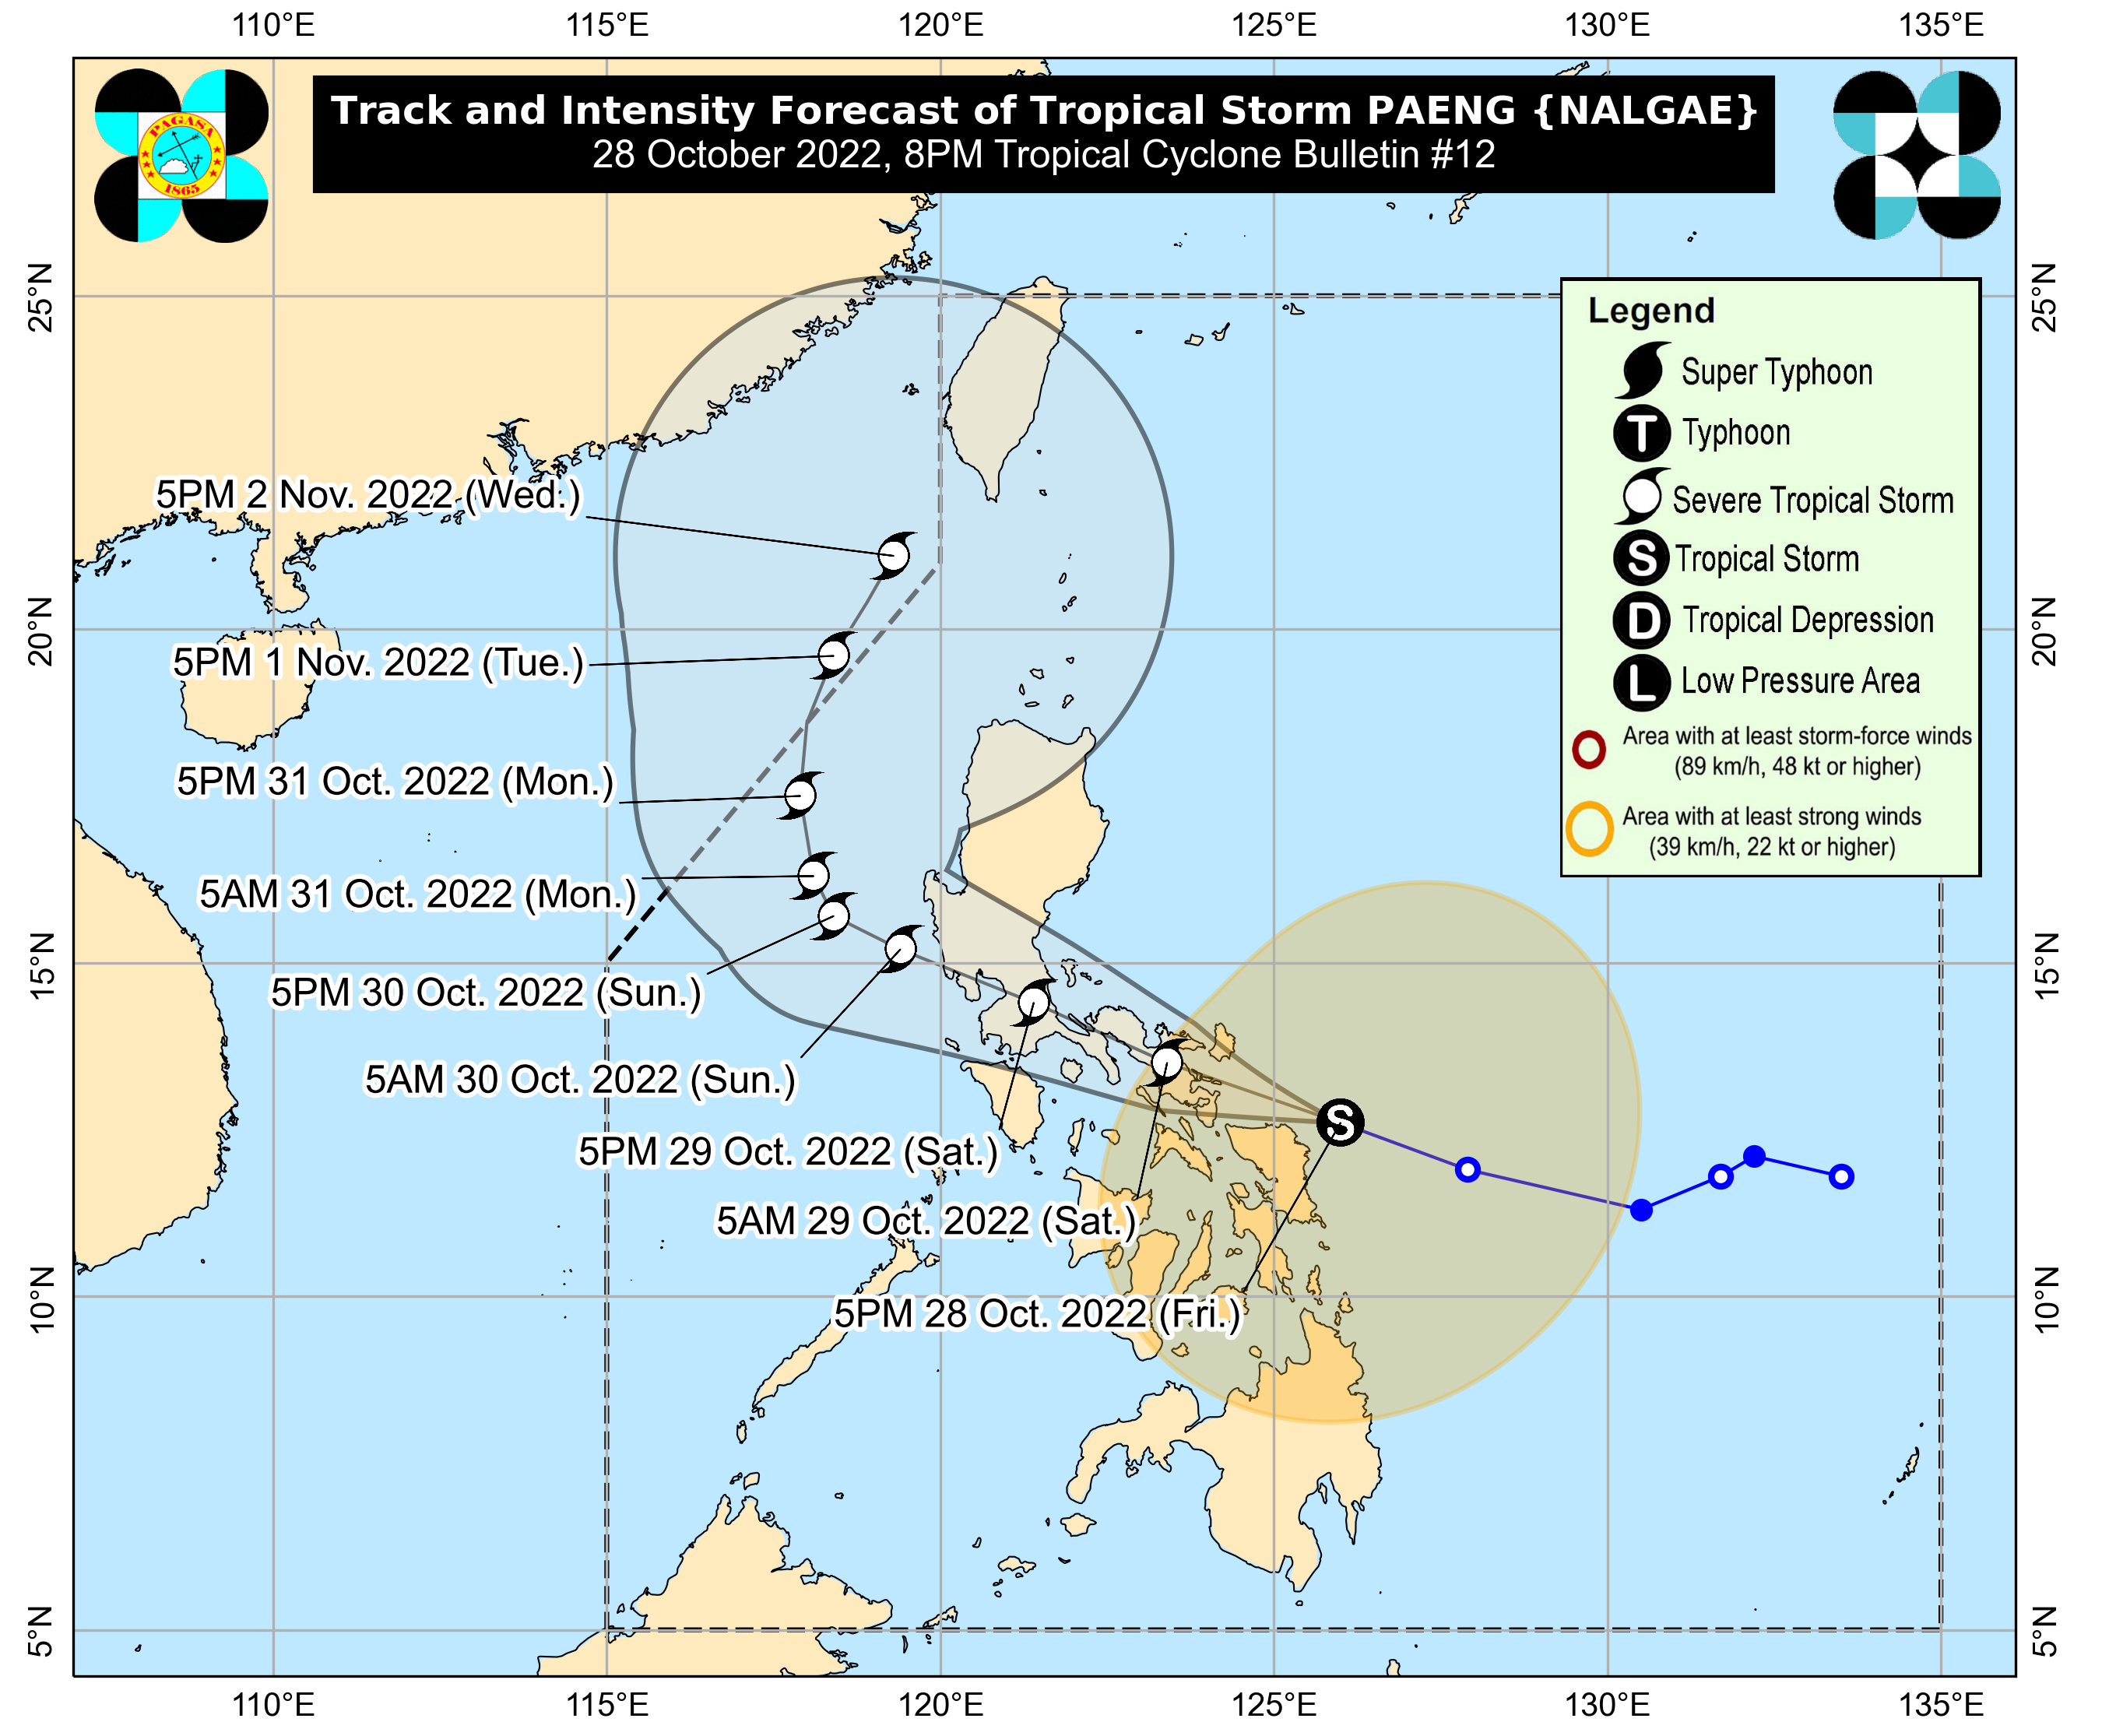 110°E 115°E 120°E 125°E 130°E 135°E
PAGASA
1865
Track and Intensity Forecast of Tropical Storm PAENG {NALGAE}
28 October 2022, 8PM Tropical Cyclone Bulletin #12
25°N
20°N
15°N
10°N
5°N
25°N
20°N
15°N
10°N
5°N
Legend
Super Typhoon
T Typhoon
Severe Tropical Storm
S Tropical Storm
D Tropical Depression
L Low Pressure Area
Area with at least storm-force winds
(89 km/h, 48 kt or higher)
Area with at least strong winds
(39 km/h, 22 kt or higher)
5PM 2 Nov. 2022 (Wed.)
5PM 1 Nov. 2022 (Tue.)
5PM 31 Oct. 2022 (Mon.)
5AM 31 Oct. 2022 (Mon.)
5PM 30 Oct. 2022 (Sun.)
5AM 30 Oct. 2022 (Sun.)
S
5PM 29 Oct. 2022 (Sat.)
5AM 29 Oct. 2022 (Sat.)
5PM 28 Oct. 2022 (Fri.)
110°E 115°E 120°E 125°E 130°E 135°E